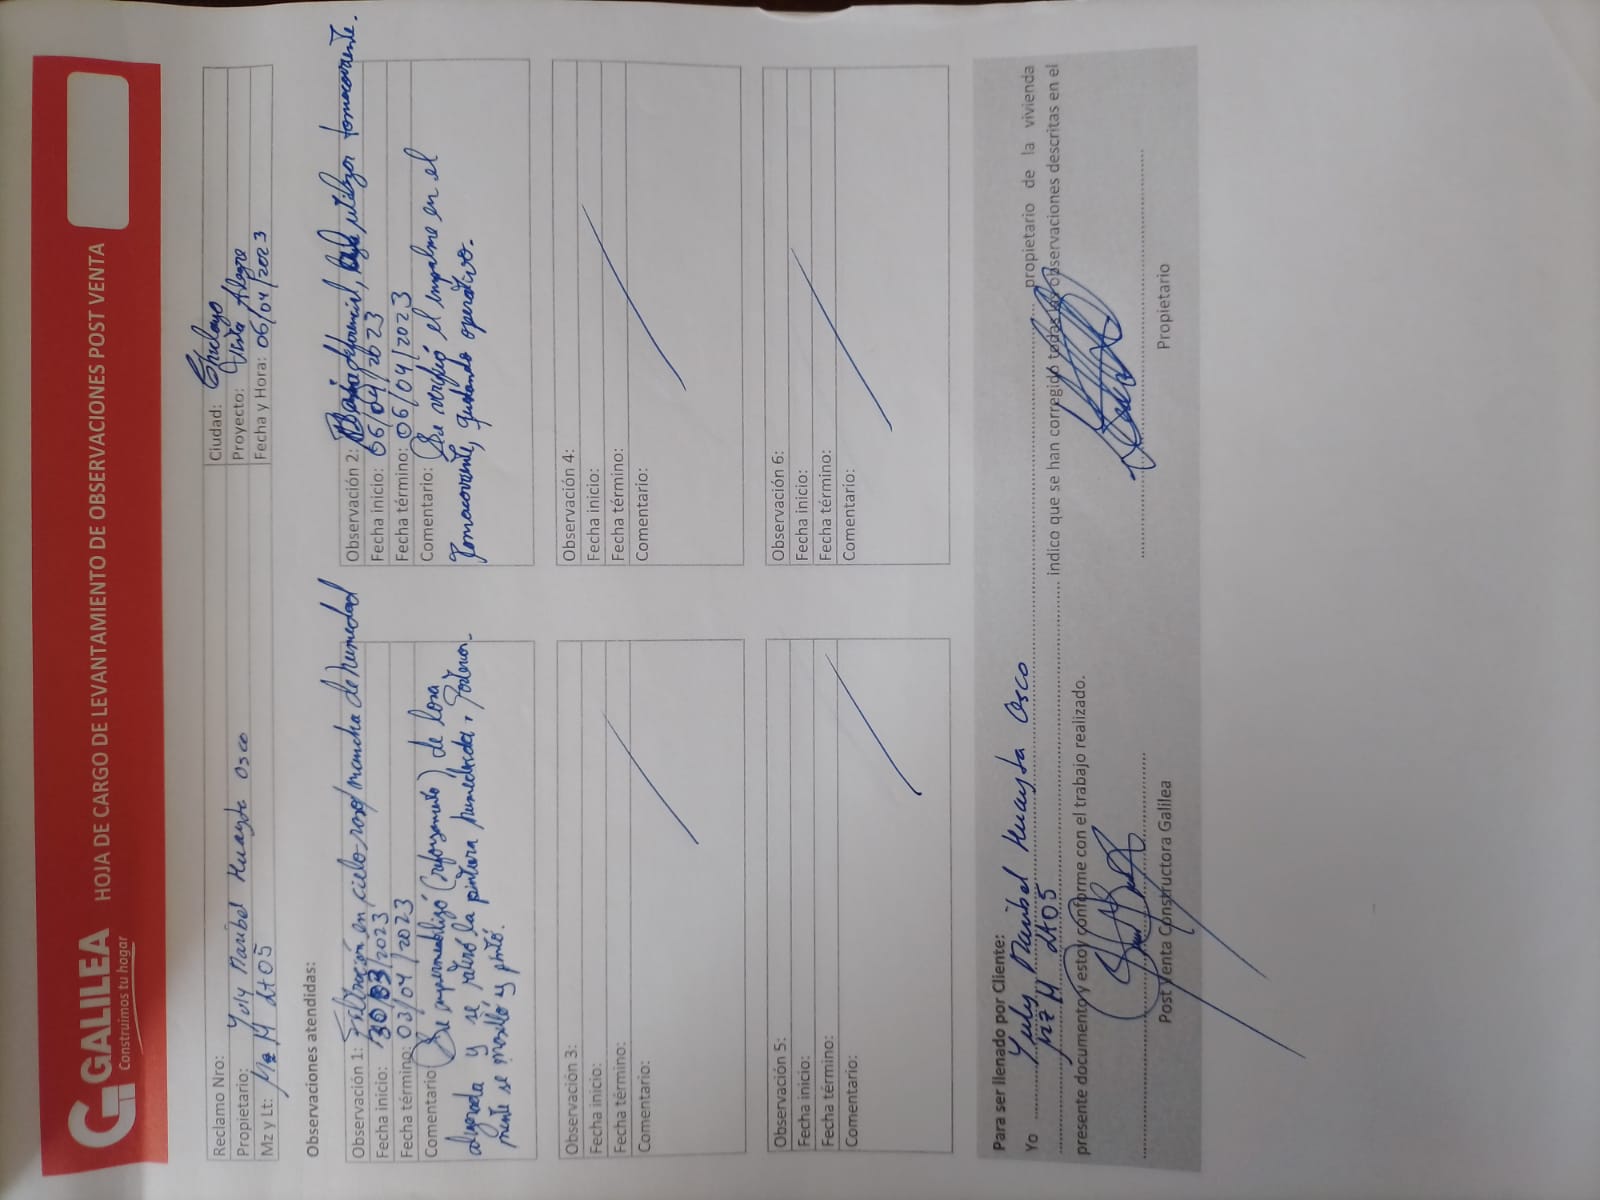 GALILEA
Construimos tu hogar
HOJA DE CARGO DE LEVANTAMIENTO DE OBSERVACIONES POST VENTA
Reclamo Nro:
Propietario: Yuly Maribel Huayta Osco
Mz y Lt: Mz M Lt 05
Ciudad: Chiclayo
Proyecto: Vista Alegre
Fecha y Hora: 06/04/2023
Observaciones atendidas:
Observación 1: Filtración en cielo raso/mancha de humedad
Fecha inicio: 30/03/2023
Fecha término: 03/04/2023
Comentario: Se impermeabilizó (reforzamiento) de losa
aligerada y se retiró la pintura humedecida. Posterior-
mente se masilló y pintó.
Observación 2: Baja diferencial, utilizar tomacorriente.
Fecha inicio: 06/04/2023
Fecha término: 06/04/2023
Comentario: Se verificó el empalme en el
tomacorriente, quedando operativo.
Observación 3:
Fecha inicio:
Fecha término:
Comentario:
Observación 4:
Fecha inicio:
Fecha término:
Comentario:
Observación 5:
Fecha inicio:
Fecha término:
Comentario:
Observación 6:
Fecha inicio:
Fecha término:
Comentario:
Para ser llenado por Cliente:
Yo Yuly Maribel Huayta Osco propietario de la vivienda
Mz M Lt 05 indico que se han corregido todas las observaciones descritas en el
presente documento y estoy conforme con el trabajo realizado.
Post Venta Constructora Galilea
Propietario